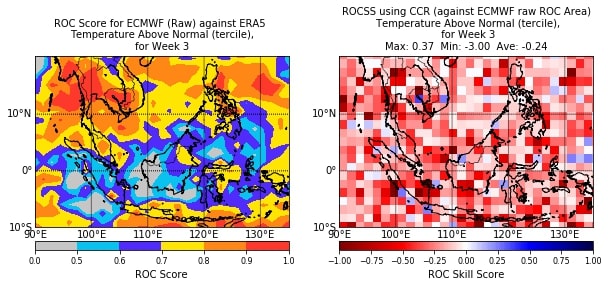 ROC Score for ECMWF (Raw) against ERA5
Temperature Above Normal (tercile),
for Week 3
10°N
0°
10°S
90°E 100°E 110°E 120°E 130°E
0.0 0.5 0.6 0.7 0.8 0.9 1.0
ROC Score
ROCSS using CCR (against ECMWF raw ROC Area)
Temperature Above Normal (tercile),
for Week 3
Max: 0.37 Min: -3.00 Ave: -0.24
10°N
0°
10°S
90°E 100°E 110°E 120°E 130°E
−1.00 −0.75 −0.50 −0.25 0.00 0.25 0.50 0.75 1.00
ROC Skill Score